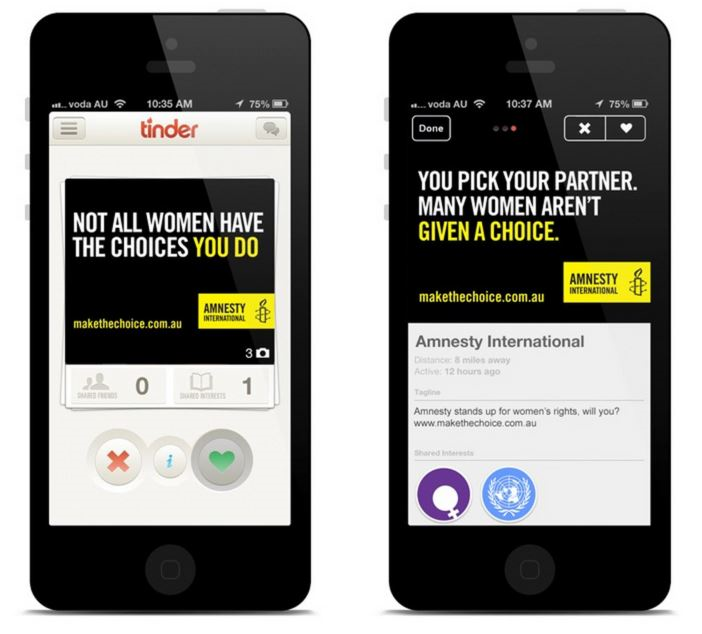 voda AU 10:35 AM 75%
tinder
NOT ALL WOMEN HAVE
THE CHOICES YOU DO
AMNESTY
INTERNATIONAL
makethechoice.com.au
3
SHARED FRIENDS 0 SHARED INTERESTS 1
i
... voda AU 10:37 AM 75%
Done
YOU PICK YOUR PARTNER.
MANY WOMEN AREN'T
GIVEN A CHOICE.
AMNESTY
INTERNATIONAL
makethechoice.com.au
Amnesty International
Distance: 8 miles away
Active: 12 hours ago
Tagline
Amnesty stands up for women's rights, will you?
www.makethechoice.com.au
Shared Interests